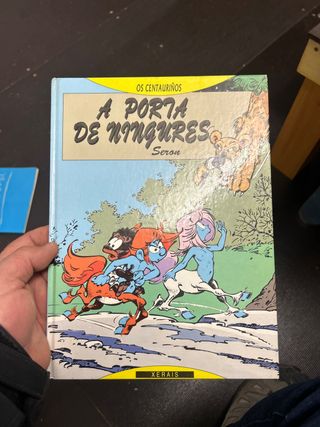 OS CENTAURIÑOS
A PORTA
DE NINGURES
Seron
XERAIS